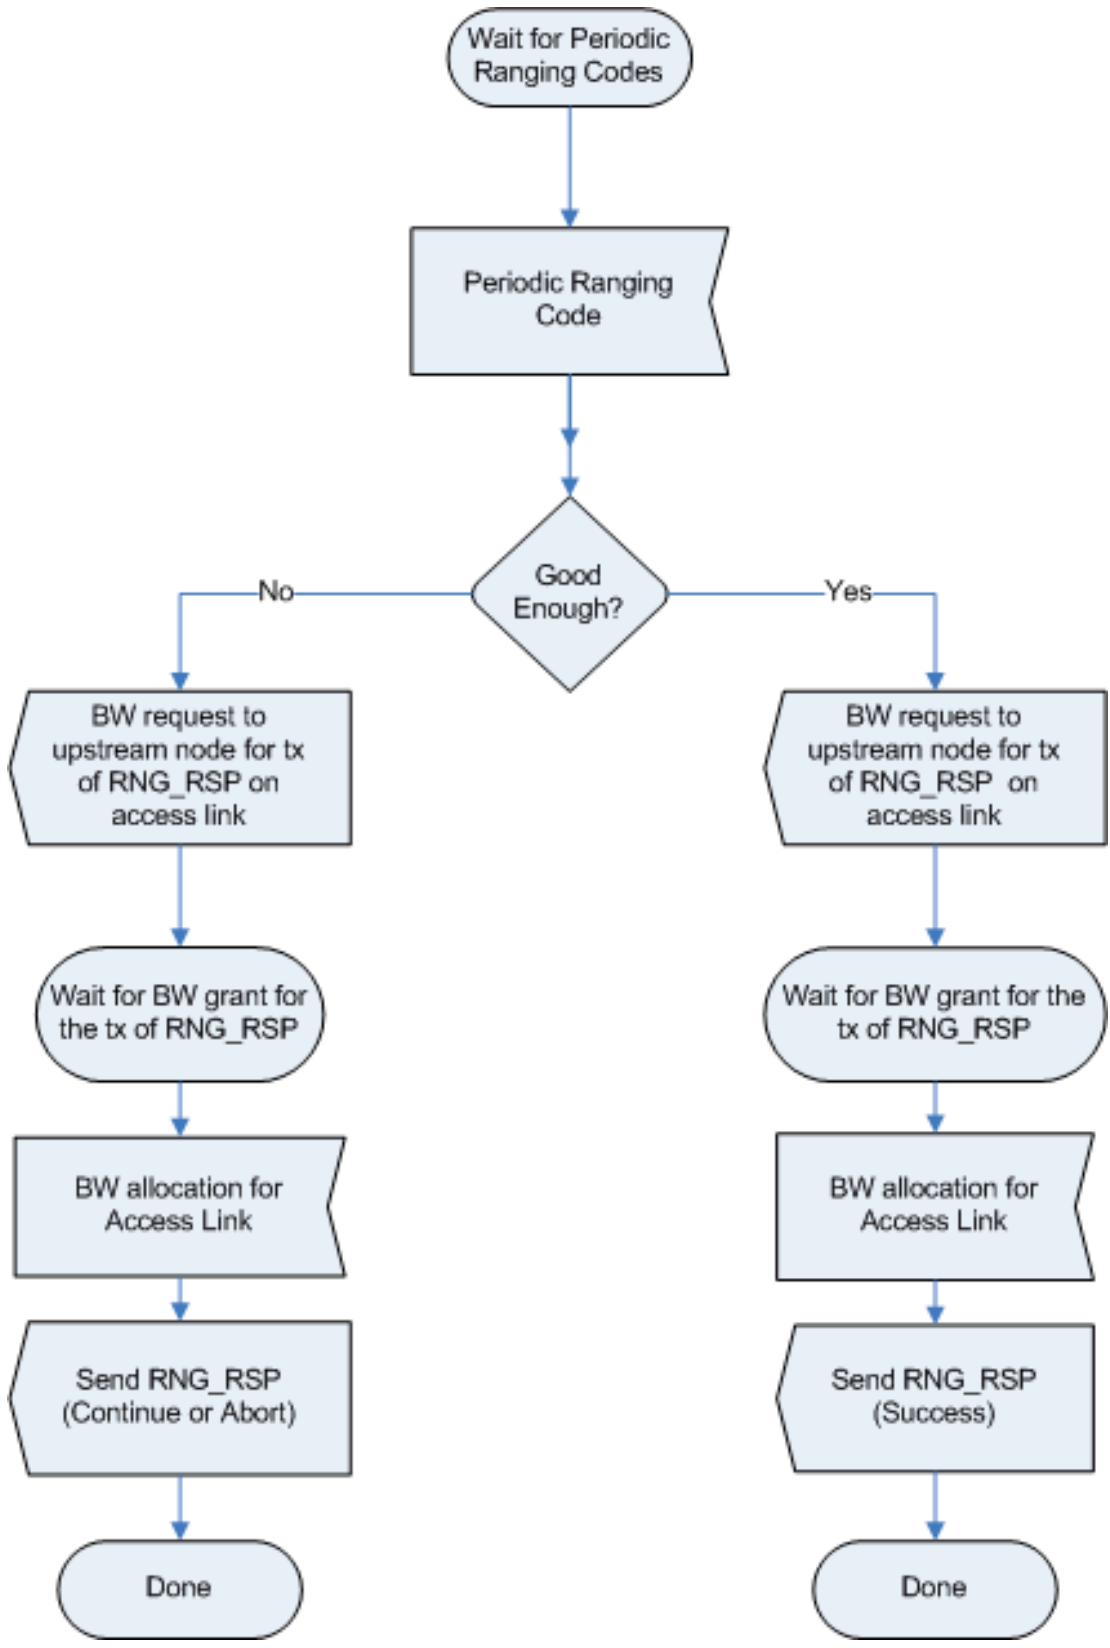 Wait for Periodic
Ranging Codes
Periodic Ranging
Code
Good
Enough?
No
Yes
BW request to
upstream node for tx
of RNG_RSP on
access link
BW request to
upstream node for tx
of RNG_RSP on
access link
Wait for BW grant for
the tx of RNG_RSP
Wait for BW grant for the
tx of RNG_RSP
BW allocation for
Access Link
BW allocation for
Access Link
Send RNG_RSP
(Continue or Abort)
Send RNG_RSP
(Success)
Done
Done